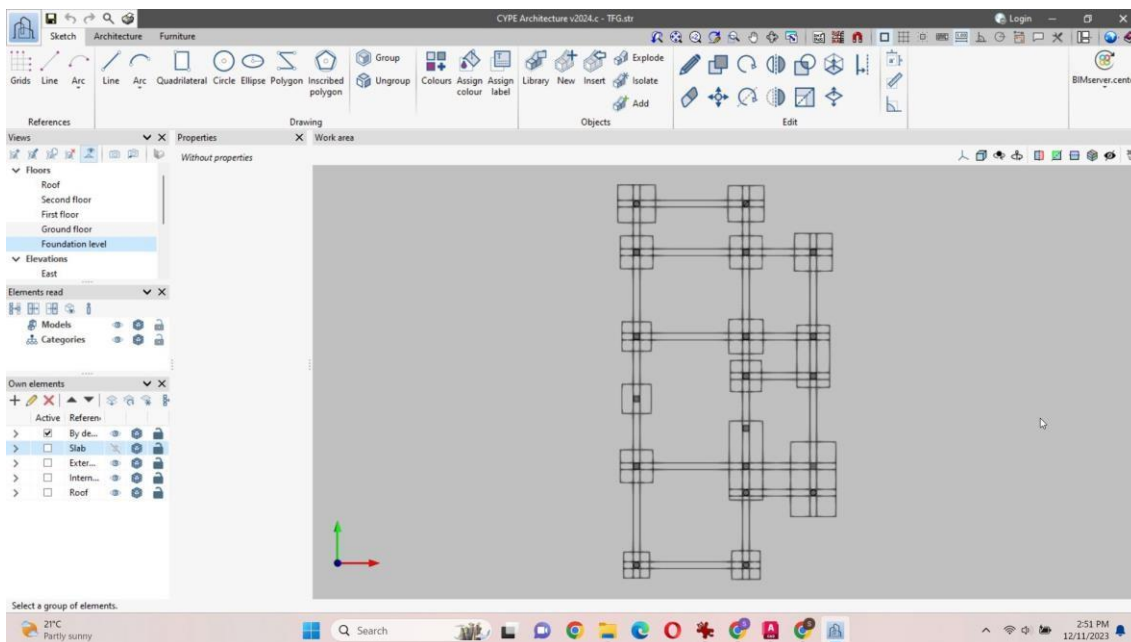 CYPE Architecture v2024.c - TFG.str
Login
Sketch Architecture Furniture
Grids Line Arc Line Arc Quadrilateral Circle Ellipse Polygon Inscribed polygon
Group
Ungroup
Colours Assign colour Assign label
Library New Insert
Explode
Isolate
Add
BIMserver.cent
References Drawing Objects Edit
Views Properties Work area
Without properties
Floors
Roof
Second floor
First floor
Ground floor
Foundation level
Elevations
East
Elements read
Models
Categories
Own elements
Active Referen
By de...
Slab
Exter...
Intern...
Roof
Select a group of elements.
21°C
Partly sunny
Search
2:51 PM
12/11/2023